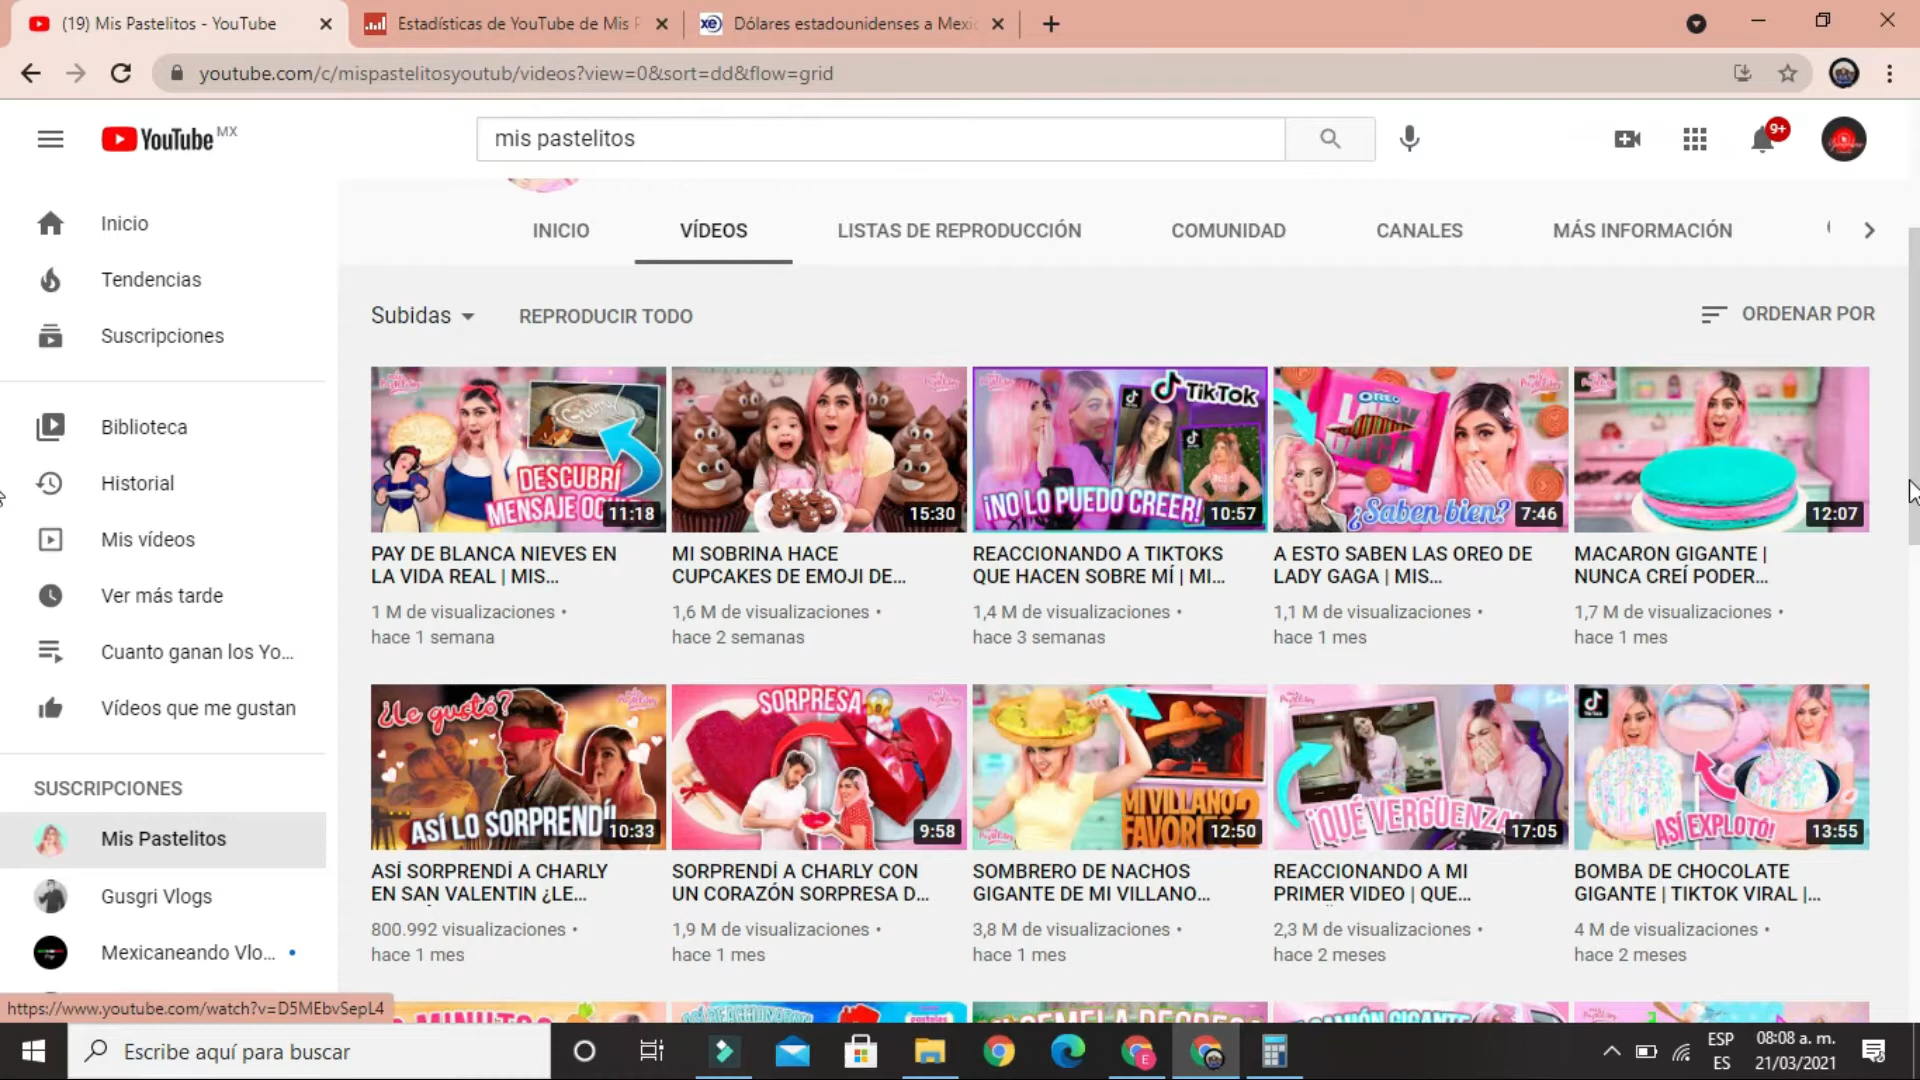 (19) Mis Pastelitos - YouTube
Estadísticas de YouTube de Mis P
Dólares estadounidenses a Mexic
youtube.com/c/mispastelitosyoutub/videos?view=0&sort=dd&flow=grid
YouTube MX
mis pastelitos
9+
Inicio
Tendencias
Suscripciones
Biblioteca
Historial
Mis vídeos
Ver más tarde
Cuanto ganan los Yo...
Vídeos que me gustan
SUSCRIPCIONES
Mis Pastelitos
Gusgri Vlogs
Mexicaneando Vlo...
INICIO
VÍDEOS
LISTAS DE REPRODUCCIÓN
COMUNIDAD
CANALES
MÁS INFORMACIÓN
Subidas
REPRODUCIR TODO
ORDENAR POR
DESCUBRÍ
MENSAJE OC
11:18
15:30
TikTok
¡NO LO PUEDO CREER!
10:57
OREO
LADY
GAGA
¿Saben bien?
7:46
12:07
PAY DE BLANCA NIEVES EN
LA VIDA REAL | MIS...
1 M de visualizaciones •
hace 1 semana
MI SOBRINA HACE
CUPCAKES DE EMOJI DE...
1,6 M de visualizaciones •
hace 2 semanas
REACCIONANDO A TIKTOKS
QUE HACEN SOBRE MÍ | MI...
1,4 M de visualizaciones •
hace 3 semanas
A ESTO SABEN LAS OREO DE
LADY GAGA | MIS...
1,1 M de visualizaciones •
hace 1 mes
MACARON GIGANTE |
NUNCA CREÍ PODER...
1,7 M de visualizaciones •
hace 1 mes
¿Le gustó?
ASÍ LO SORPRENDÍ
10:33
SORPRESA
9:58
MI VILLANO
FAVORITO 2
12:50
¡QUÉ VERGÜENZA
17:05
ASÍ EXPLOTÓ!
13:55
ASÍ SORPRENDÍ A CHARLY
EN SAN VALENTIN ¿LE...
800.992 visualizaciones •
hace 1 mes
SORPRENDÍ A CHARLY CON
UN CORAZÓN SORPRESA D...
1,9 M de visualizaciones •
hace 1 mes
SOMBRERO DE NACHOS
GIGANTE DE MI VILLANO...
3,8 M de visualizaciones •
hace 1 mes
REACCIONANDO A MI
PRIMER VIDEO | QUE...
2,3 M de visualizaciones •
hace 2 meses
BOMBA DE CHOCOLATE
GIGANTE | TIKTOK VIRAL |...
4 M de visualizaciones •
hace 2 meses
https://www.youtube.com/watch?v=D5MEbvSepL4
Escribe aquí para buscar
ESP
ES
08:08 a. m.
21/03/2021